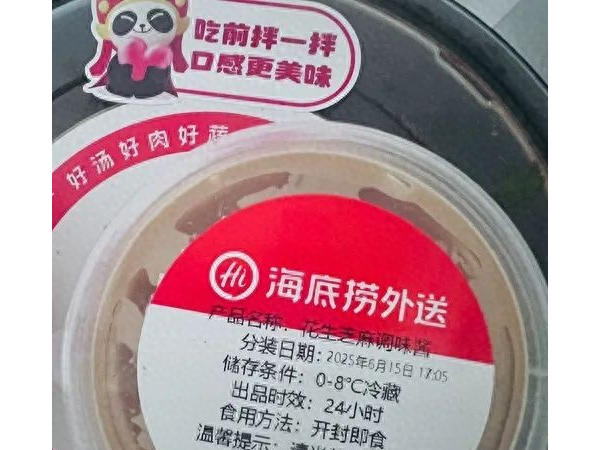 吃前拌一拌
口感更美味
好汤好肉好蔬
Hi 海底捞外送
产品名称：花生芝麻调味酱
分装日期：2025年6月15日 17:05
储存条件：0-8°C冷藏
出品时效：24小时
食用方法：开封即食
温馨提示：